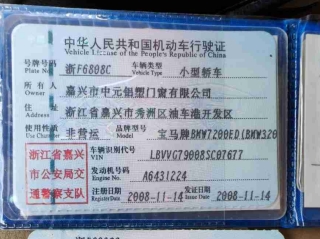 中华人民共和国机动车行驶证
Vehicle License of the People's Republic of China
号牌号码 Plate No. 浙F6808C 车辆类型 Vehicle Type 小型轿车
所有人 Owner 嘉兴市中元铝塑门窗有限公司
住址 浙江省嘉兴市秀洲区油车港开发区
使用性质 非营运 品牌型号 宝马牌BMW7200ED(BMW320
浙江省嘉兴市公安局交通警察支队
车辆识别代号 VIN LBVVG79008SC07677
发动机号码 Engine No. A6431224
注册日期 Register Date 2008-11-14 发证日期 Issue Date 2008-11-14